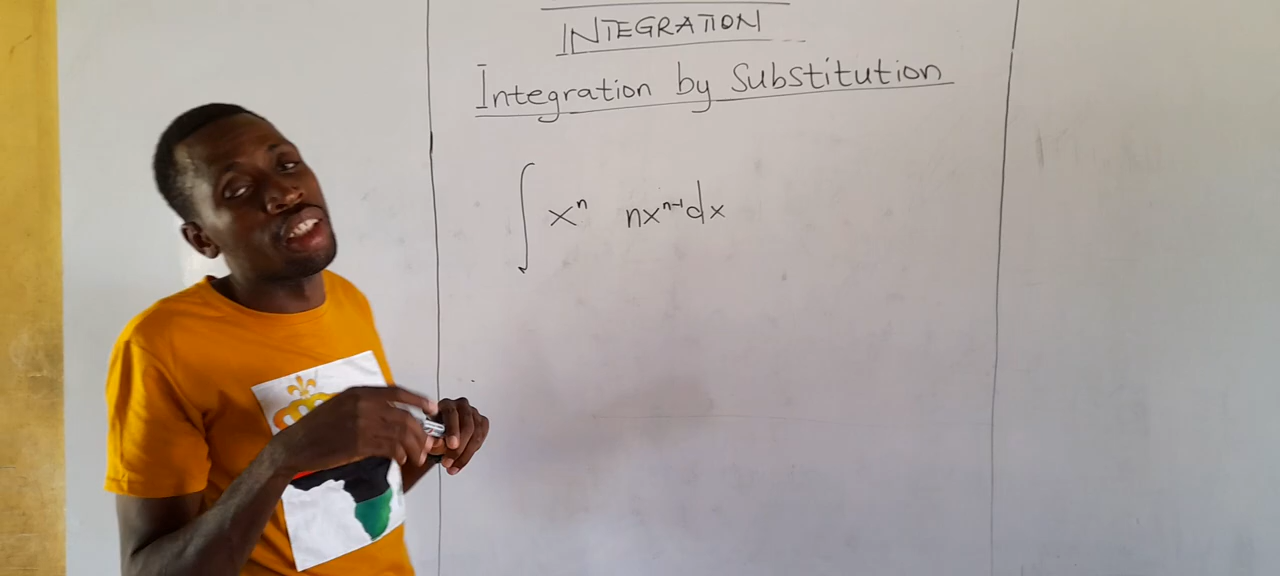 INTEGRATION
Integration by Substitution
∫ xⁿ nxⁿ⁻¹dx